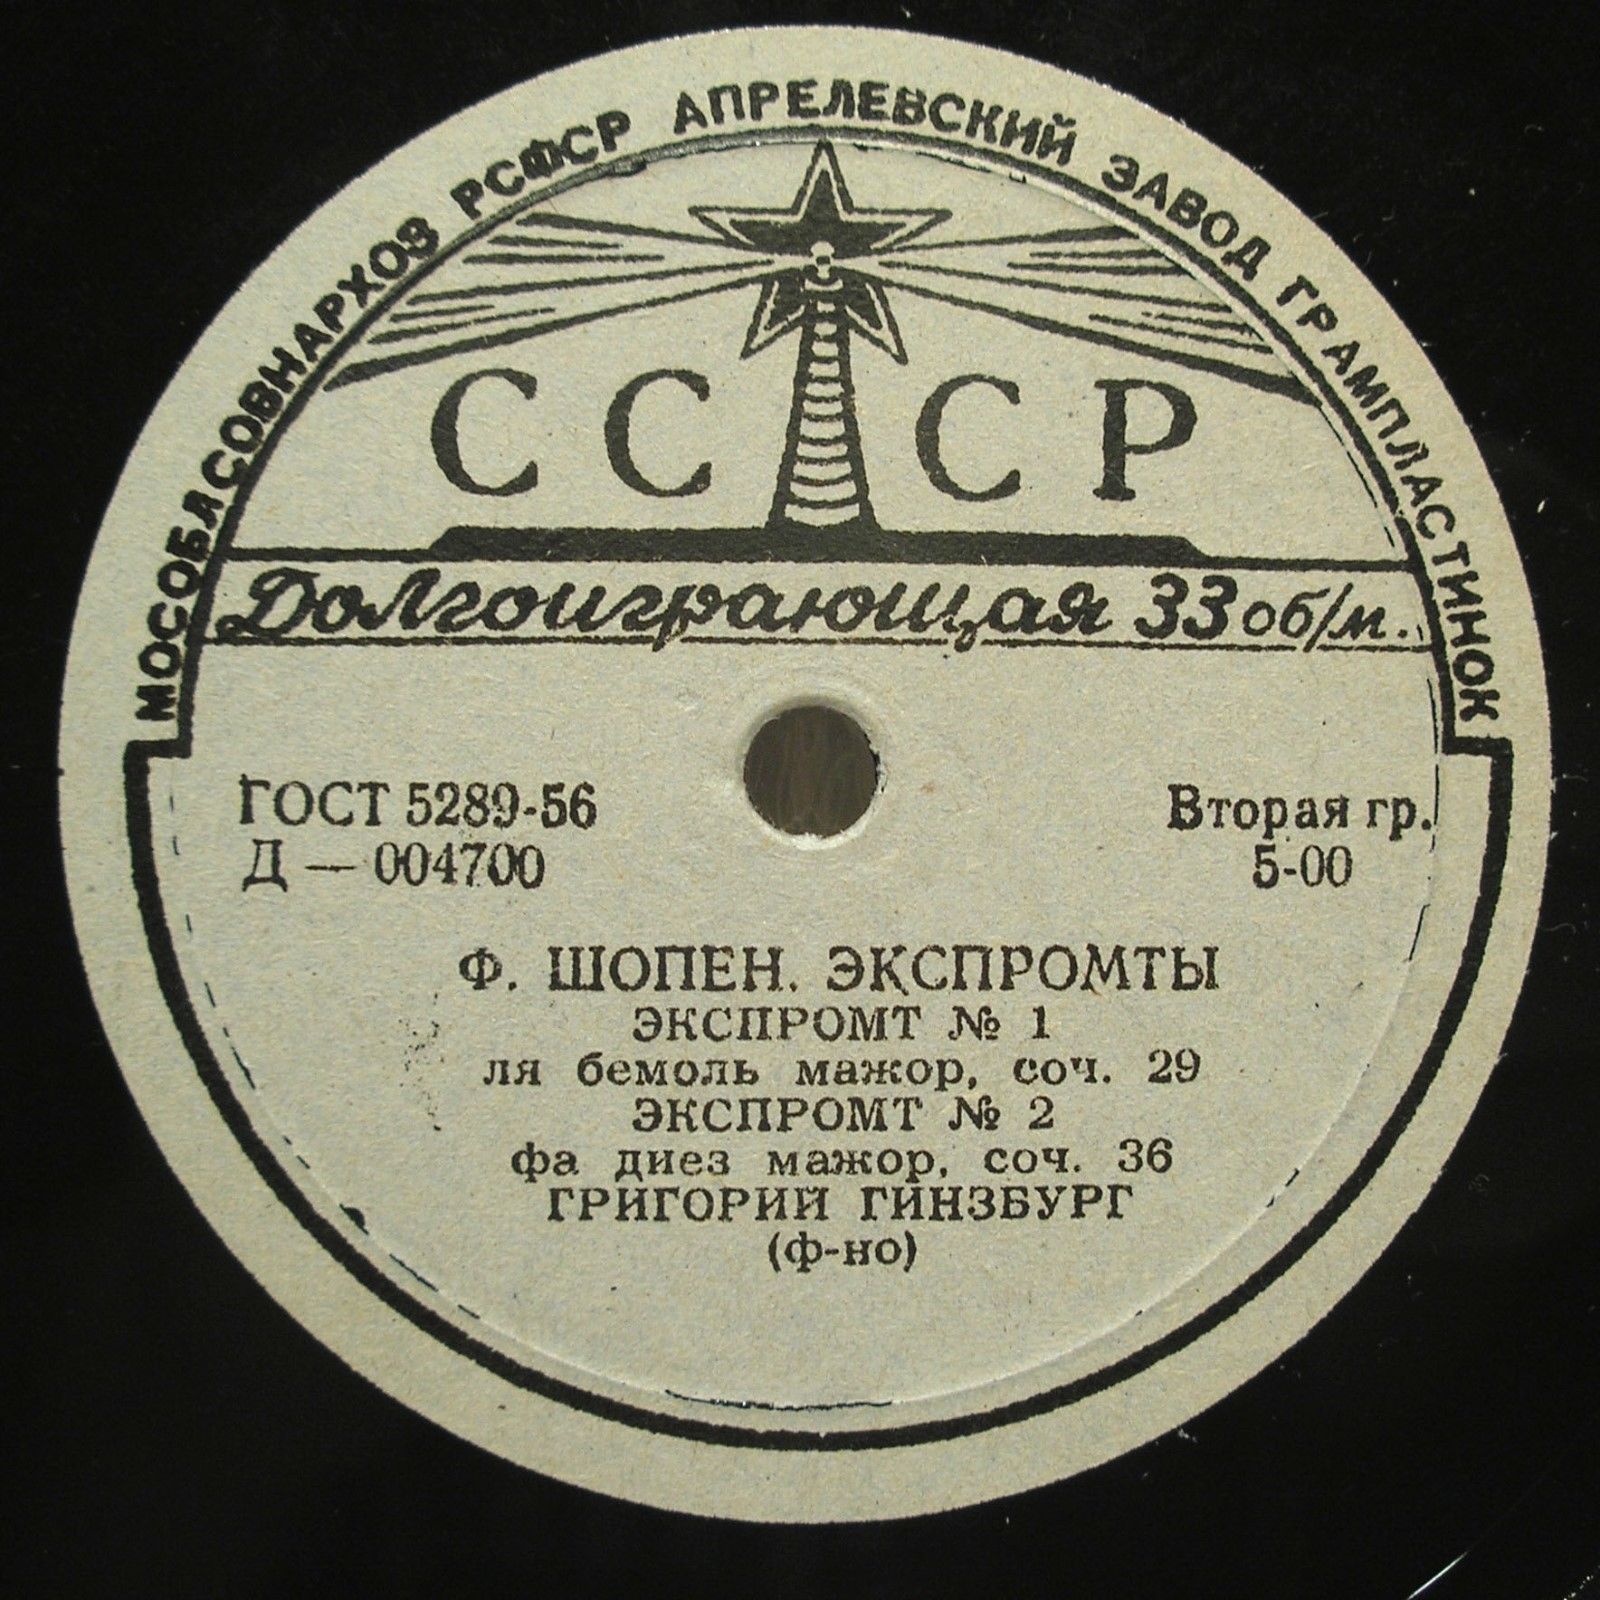 МОСОБЛАСОВНАРХОЗ РСФСР АПРЕЛЕВСКИЙ ЗАВОД ГРАМПЛАСТИНОК
СССР
Долгоиграющая 33 об/м.
ГОСТ 5289-56
Д — 004700
Вторая гр.
5-00
Ф. ШОПЕН. ЭКСПРОМТЫ
ЭКСПРОМТ № 1
ля бемоль мажор, соч. 29
ЭКСПРОМТ № 2
фа диез мажор, соч. 36
ГРИГОРИЙ ГИНЗБУРГ
(ф-но)